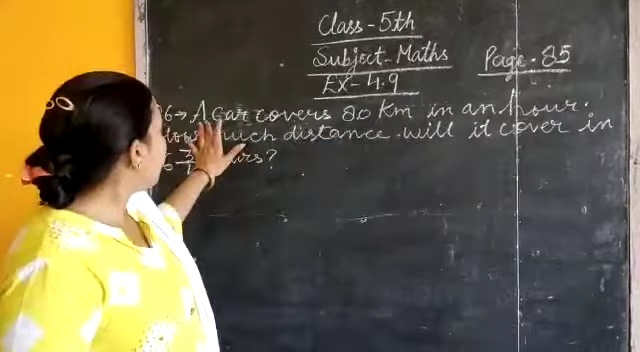 Class - 5th
Subject - Maths
Page - 85
Ex - 4.9
A car covers 80 Km in an hour.
much distance will it cover in
?